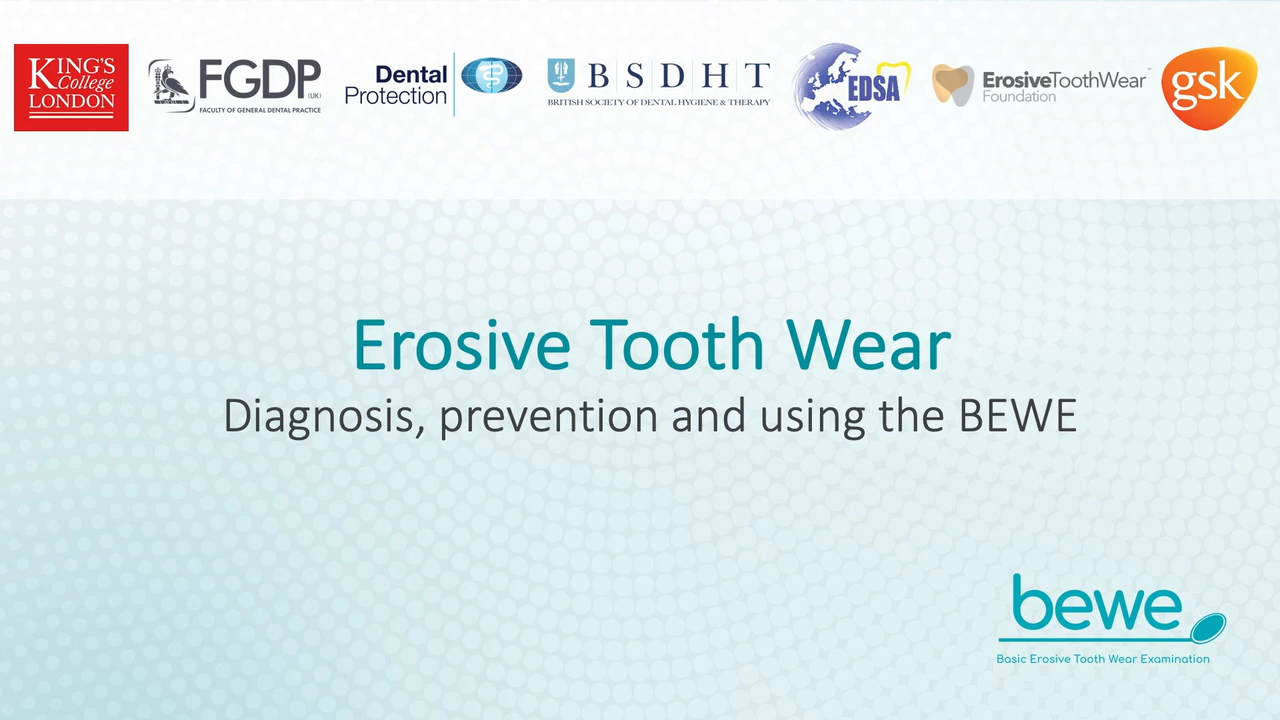 KING'S
College
LONDON
FGDP (UK)
FACULTY OF GENERAL DENTAL PRACTICE
Dental
Protection
BSDHT
BRITISH SOCIETY OF DENTAL HYGIENE & THERAPY
EDSA
ErosiveToothWear
Foundation
gsk
Erosive Tooth Wear
Diagnosis, prevention and using the BEWE
bewe
Basic Erosive Tooth Wear Examination